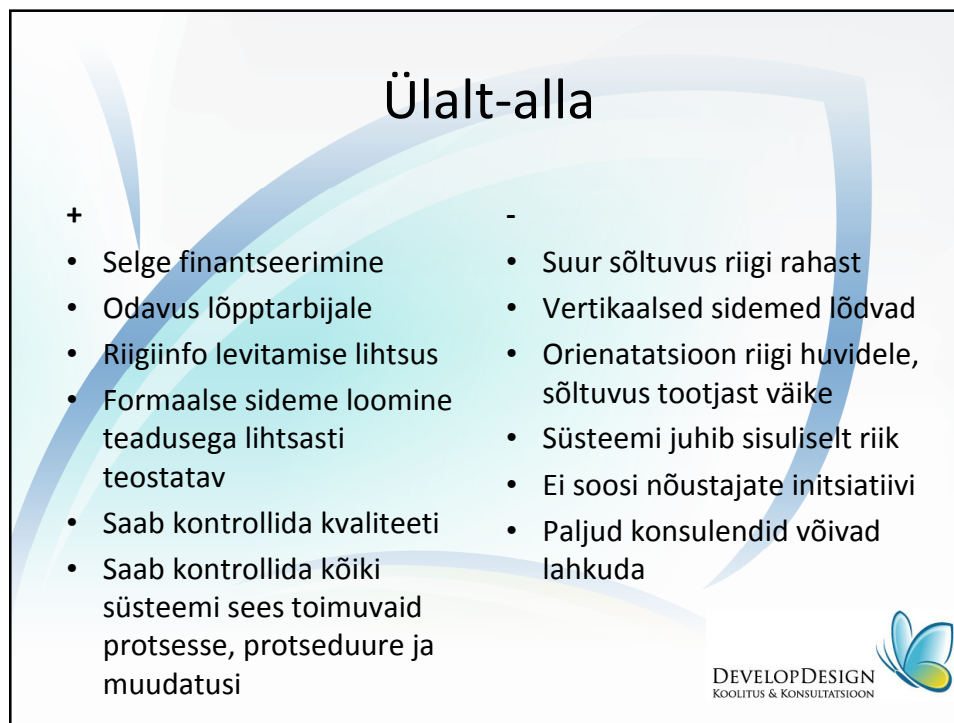 Ülalt-alla
+
• Selge finantseerimine
• Odavus lõpptarbijale
• Riigiinfo levitamise lihtsus
• Formaalse sideme loomine
teadusega lihtsasti
teostatav
• Saab kontrollida kvaliteeti
• Saab kontrollida kõiki
süsteemi sees toimuvaid
protsesse, protseduure ja
muudatusi
-
• Suur sõltuvus riigi rahast
• Vertikaalsed sidemed lõdvad
• Orienatatsioon riigi huvidele,
sõltuvus tootjast väike
• Süsteemi juhib sisuliselt riik
• Ei soosi nõustajate initsiatiivi
• Paljud konsulendid võivad
lahkuda
DEVELOPDESIGN
KOOLITUS & KONSULTATSIOON